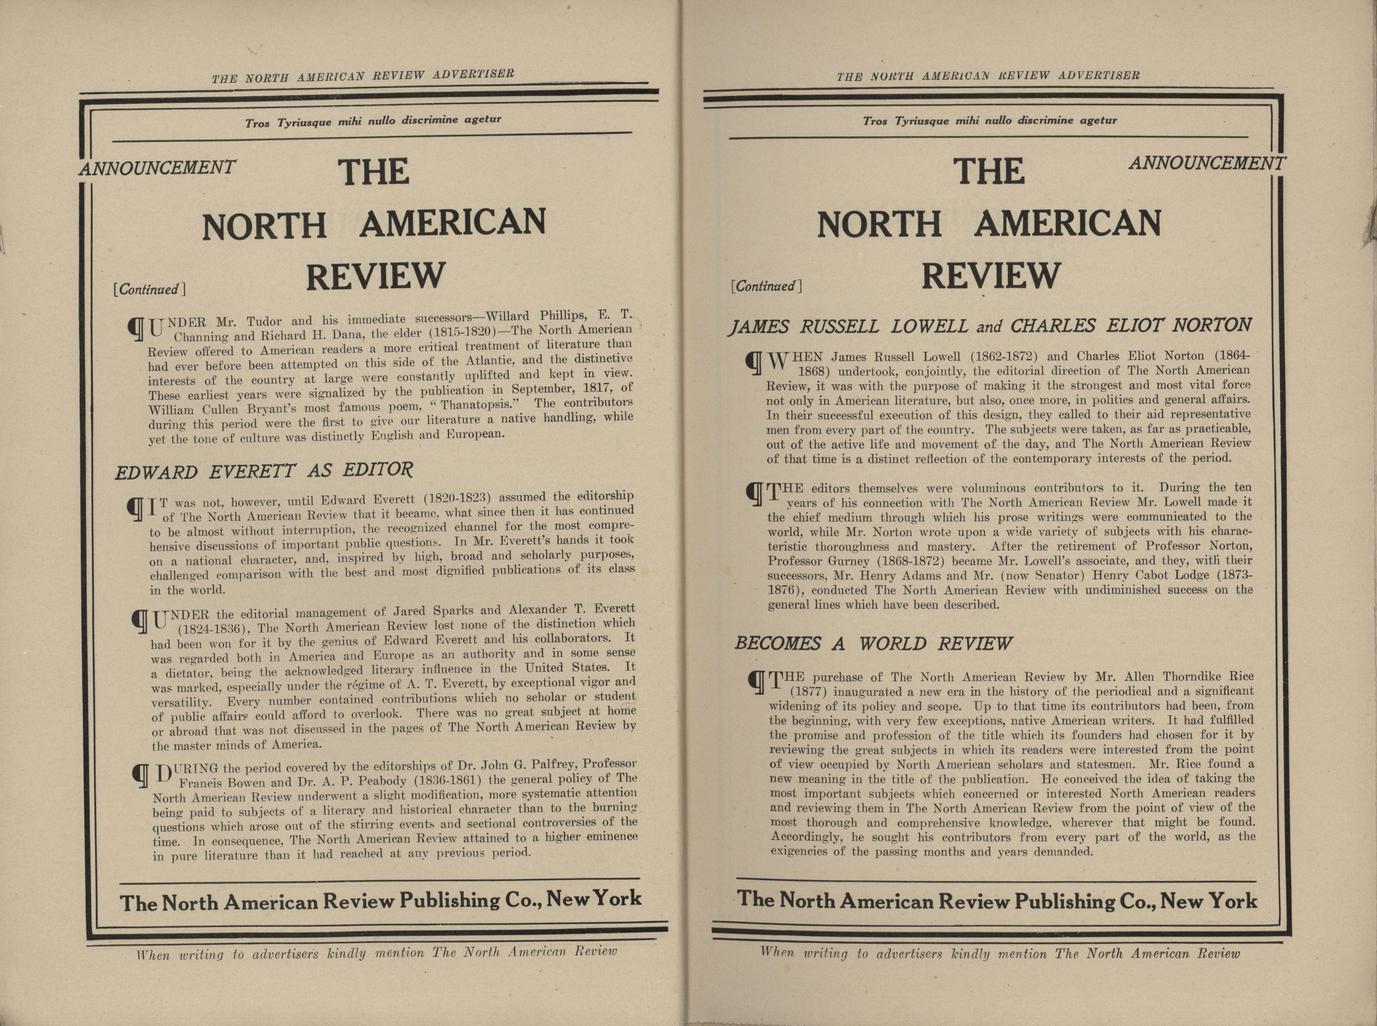 THE NORTH AMERICAN REVIEW ADVERTISER
Tros Tyriusque mihi nullo discrimine agetur
ANNOUNCEMENT
THE
NORTH AMERICAN
REVIEW
[Continued]
¶ UNDER Mr. Tudor and his immediate successors—Willard Phillips, E. T.
Channing and Richard H. Dana, the elder (1815-1820)—The North American
Review offered to American readers a more critical treatment of literature than
had ever before been attempted on this side of the Atlantic, and the distinctive
interests of the country at large were constantly uplifted and kept in view.
These earliest years were signalized by the publication in September, 1817, of
William Cullen Bryant's most famous poem, “ Thanatopsis.” The contributors
during this period were the first to give our literature a native handling, while
yet the tone of culture was distinctly English and European.
EDWARD EVERETT AS EDITOR
¶ IT was not, however, until Edward Everett (1820-1823) assumed the editorship
of The North American Review that it became, what since then it has continued
to be almost without interruption, the recognized channel for the most compre-
hensive discussions of important public questions. In Mr. Everett's hands it took
on a national character, and, inspired by high, broad and scholarly purposes,
challenged comparison with the best and most dignified publications of its class
in the world.
¶ UNDER the editorial management of Jared Sparks and Alexander T. Everett
(1824-1836), The North American Review lost none of the distinction which
had been won for it by the genius of Edward Everett and his collaborators. It
was regarded both in America and Europe as an authority and in some sense
a dictator, being the acknowledged literary influence in the United States. It
was marked, especially under the régime of A. T. Everett, by exceptional vigor and
versatility. Every number contained contributions which no scholar or student
of public affairs could afford to overlook. There was no great subject at home
or abroad that was not discussed in the pages of The North American Review by
the master minds of America.
¶ DURING the period covered by the editorships of Dr. John G. Palfrey, Professor
Francis Bowen and Dr. A. P. Peabody (1836-1861) the general policy of The
North American Review underwent a slight modification, more systematic attention
being paid to subjects of a literary and historical character than to the burning
questions which arose out of the stirring events and sectional controversies of the
time. In consequence, The North American Review attained to a higher eminence
in pure literature than it had reached at any previous period.
The North American Review Publishing Co., New York
When writing to advertisers kindly mention The North American Review
THE NORTH AMERICAN REVIEW ADVERTISER
Tros Tyriusque mihi nullo discrimine agetur
ANNOUNCEMENT
THE
NORTH AMERICAN
REVIEW
[Continued]
JAMES RUSSELL LOWELL and CHARLES ELIOT NORTON
¶ WHEN James Russell Lowell (1862-1872) and Charles Eliot Norton (1864-
1868) undertook, conjointly, the editorial direction of The North American
Review, it was with the purpose of making it the strongest and most vital force
not only in American literature, but also, once more, in politics and general affairs.
In their successful execution of this design, they called to their aid representative
men from every part of the country. The subjects were taken, as far as practicable,
out of the active life and movement of the day, and The North American Review
of that time is a distinct reflection of the contemporary interests of the period.
¶ THE editors themselves were voluminous contributors to it. During the ten
years of his connection with The North American Review Mr. Lowell made it
the chief medium through which his prose writings were communicated to the
world, while Mr. Norton wrote upon a wide variety of subjects with his charac-
teristic thoroughness and mastery. After the retirement of Professor Norton,
Professor Gurney (1868-1872) became Mr. Lowell's associate, and they, with their
successors, Mr. Henry Adams and Mr. (now Senator) Henry Cabot Lodge (1873-
1876), conducted The North American Review with undiminished success on the
general lines which have been described.
BECOMES A WORLD REVIEW
¶ THE purchase of The North American Review by Mr. Allen Thorndike Rice
(1877) inaugurated a new era in the history of the periodical and a significant
widening of its policy and scope. Up to that time its contributors had been, from
the beginning, with very few exceptions, native American writers. It had fulfilled
the promise and profession of the title which its founders had chosen for it by
reviewing the great subjects in which its readers were interested from the point
of view occupied by North American scholars and statesmen. Mr. Rice found a
new meaning in the title of the publication. He conceived the idea of taking the
most important subjects which concerned or interested North American readers
and reviewing them in The North American Review from the point of view of the
most thorough and comprehensive knowledge, wherever that might be found.
Accordingly, he sought his contributors from every part of the world, as the
exigencies of the passing months and years demanded.
The North American Review Publishing Co., New York
When writing to advertisers kindly mention The North American Review